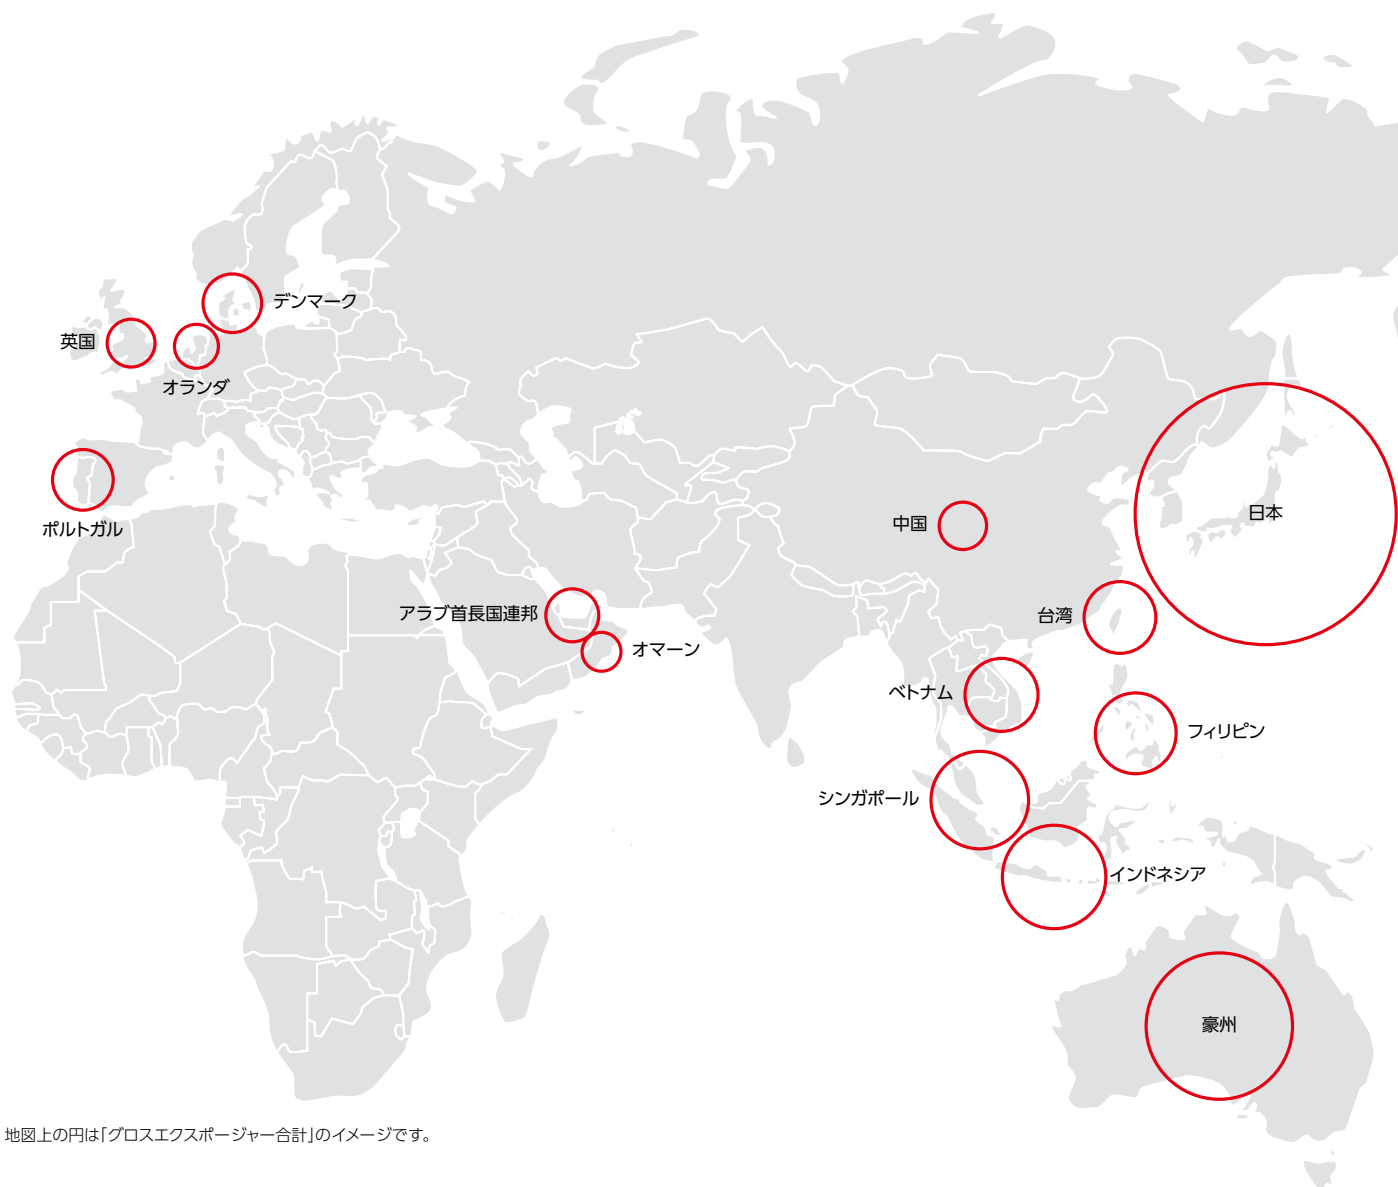 デンマーク
英国
オランダ
ポルトガル
日本
中国
アラブ首長国連邦
台湾
オマーン
ベトナム
フィリピン
シンガポール
インドネシア
豪州
地図上の円は「グロスエクスポージャー合計」のイメージです。